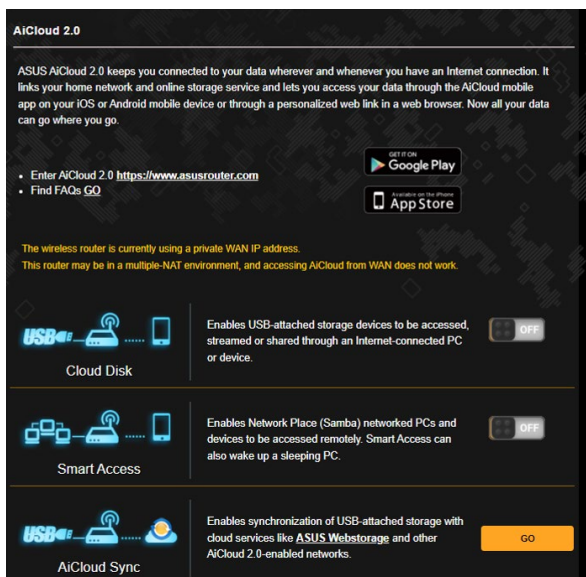 AiCloud 2.0
ASUS AiCloud 2.0 keeps you connected to your data wherever and whenever you have an Internet connection. It
links your home network and online storage service and lets you access your data through the AiCloud mobile
app on your iOS or Android mobile device or through a personalized web link in a web browser. Now all your data
can go where you go.
GET IT ON
Google Play
Enter AiCloud 2.0 https://www.asusrouter.com
Find FAQs GO
Available on the iPhone
App Store
The wireless router is currently using a private WAN IP address.
This router may be in a multiple-NAT environment, and accessing AiCloud from WAN does not work.
USB
Cloud Disk
Enables USB-attached storage devices to be accessed,
streamed or shared through an Internet-connected PC
or device.
OFF
Smart Access
Enables Network Place (Samba) networked PCs and
devices to be accessed remotely. Smart Access can
also wake up a sleeping PC.
OFF
USB
AiCloud Sync
Enables synchronization of USB-attached storage with
cloud services like ASUS Webstorage and other
AiCloud 2.0-enabled networks.
GO